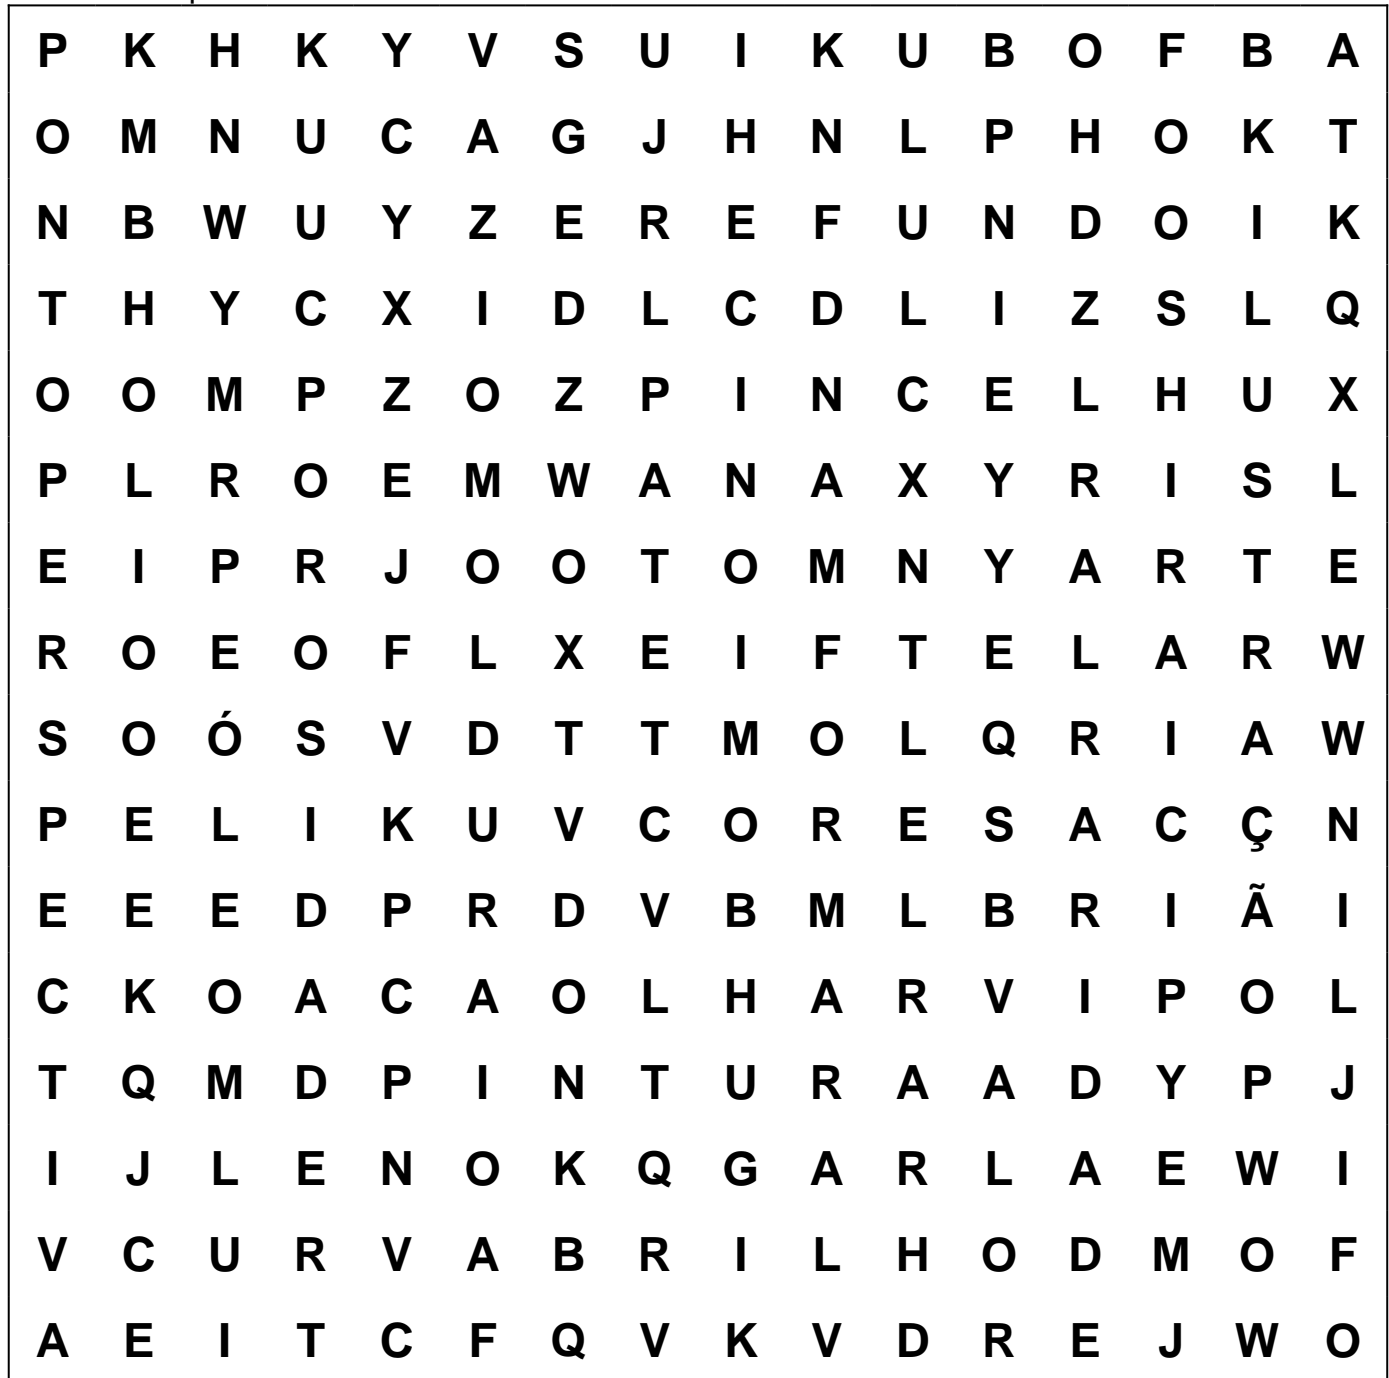 P K H K Y V S U I K U B O F B A
O M N U C A G J H N L P H O K T
N B W U Y Z E R E F U N D O I K
T H Y C X I D L C D L I Z S L Q
O O M P Z O Z P I N C E L H U X
P L R O E M W A N A X Y R I S L
E I P R J O O T O M N Y A R T E
R O E O F L X E I F T E L A R W
S O Ó S V D T T M O L Q R I A W
P E L I K U V C O R E S A C Ç N
E E E D P R D V B M L B R I Ã I
C K O A C A O L H A R V I P O L
T Q M D P I N T U R A A D Y P J
I J L E N O K Q G A R L A E W I
V C U R V A B R I L H O D M O F
A E I T C F Q V K V D R E J W O